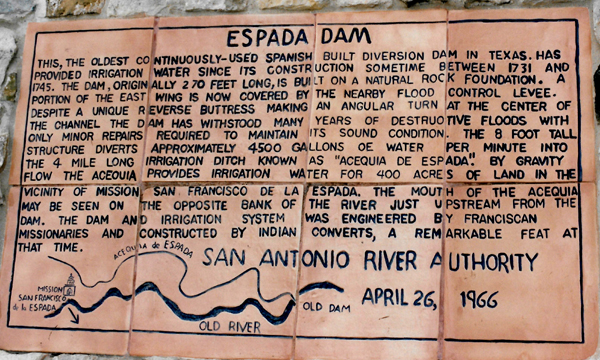 ESPADA DAM
THIS, THE OLDEST CONTINUOUSLY-USED SPANISH BUILT DIVERSION DAM IN TEXAS. HAS
PROVIDED IRRIGATION WATER SINCE ITS CONSTRUCTION SOMETIME BETWEEN 1731 AND
1745. THE DAM, ORIGINALLY 270 FEET LONG, IS BUILT ON A NATURAL ROCK FOUNDATION. A
PORTION OF THE EAST WING IS NOW COVERED BY THE NEARBY FLOOD CONTROL LEVEE.
DESPITE A UNIQUE REVERSE BUTTRESS MAKING AN ANGULAR TURN AT THE CENTER OF
THE CHANNEL THE DAM HAS WITHSTOOD MANY YEARS OF DESTRUCTIVE FLOODS WITH
ONLY MINOR REPAIRS REQUIRED TO MAINTAIN ITS SOUND CONDITION. THE 8 FOOT TALL
STRUCTURE DIVERTS APPROXIMATELY 4500 GALLONS OE WATER PER MINUTE INTO
THE 4 MILE LONG IRRIGATION DITCH KNOWN AS "ACEQUIA DE ESPADA". BY GRAVITY
FLOW THE ACEQUIA PROVIDES IRRIGATION WATER FOR 400 ACRES OF LAND IN THE
VICINITY OF MISSION SAN FRANCISCO DE LA ESPADA. THE MOUTH OF THE ACEQUIA
MAY BE SEEN ON THE OPPOSITE BANK OF THE RIVER JUST UPSTREAM FROM THE
DAM. THE DAM AND IRRIGATION SYSTEM WAS ENGINEERED BY FRANCISCAN
MISSIONARIES AND CONSTRUCTED BY INDIAN CONVERTS, A REMARKABLE FEAT AT
THAT TIME.
ACEQUIA de ESPADA
SAN ANTONIO RIVER AUTHORITY
MISSION
SAN FRANCISCO
de la ESPADA
OLD DAM
APRIL 26, 1966
OLD RIVER